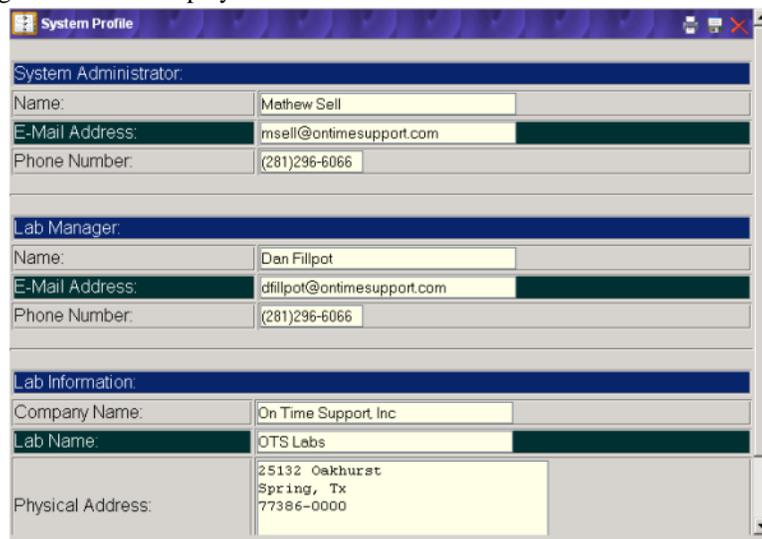 System Profile
System Administrator:
Name: Mathew Sell
E-Mail Address: msell@ontimesupport.com
Phone Number: (281)296-6066
Lab Manager:
Name: Dan Fillpot
E-Mail Address: dfillpot@ontimesupport.com
Phone Number: (281)296-6066
Lab Information:
Company Name: On Time Support, Inc
Lab Name: OTS Labs
Physical Address: 25132 Oakhurst
Spring, Tx
77386-0000